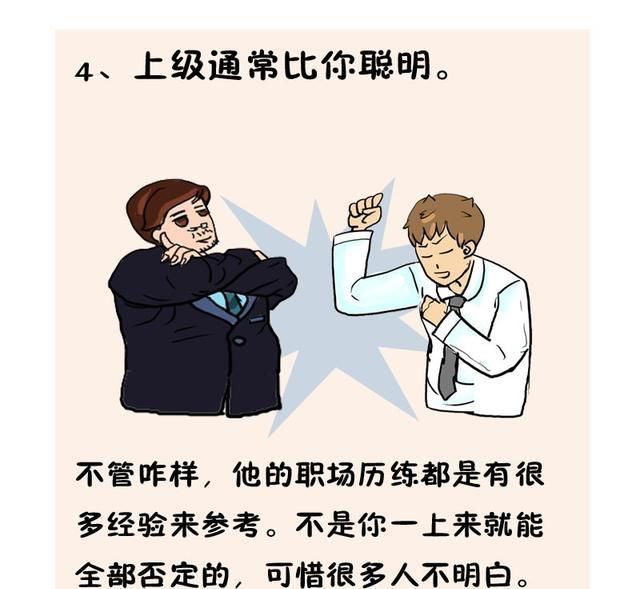 4、上级通常比你聪明。
不管咋样，他的职场历练都是有很
多经验来参考。不是你一上来就能
全部否定的，可惜很多人不明白。